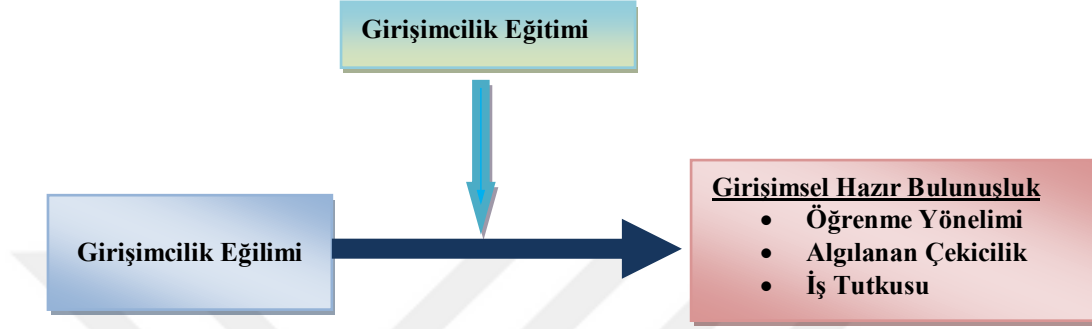 Girişimcilik Eğitimi
Girişimcilik Eğilimi
Girişimsel Hazır Bulunuşluk
• Öğrenme Yönelimi
• Algılanan Çekicilik
• İş Tutkusu